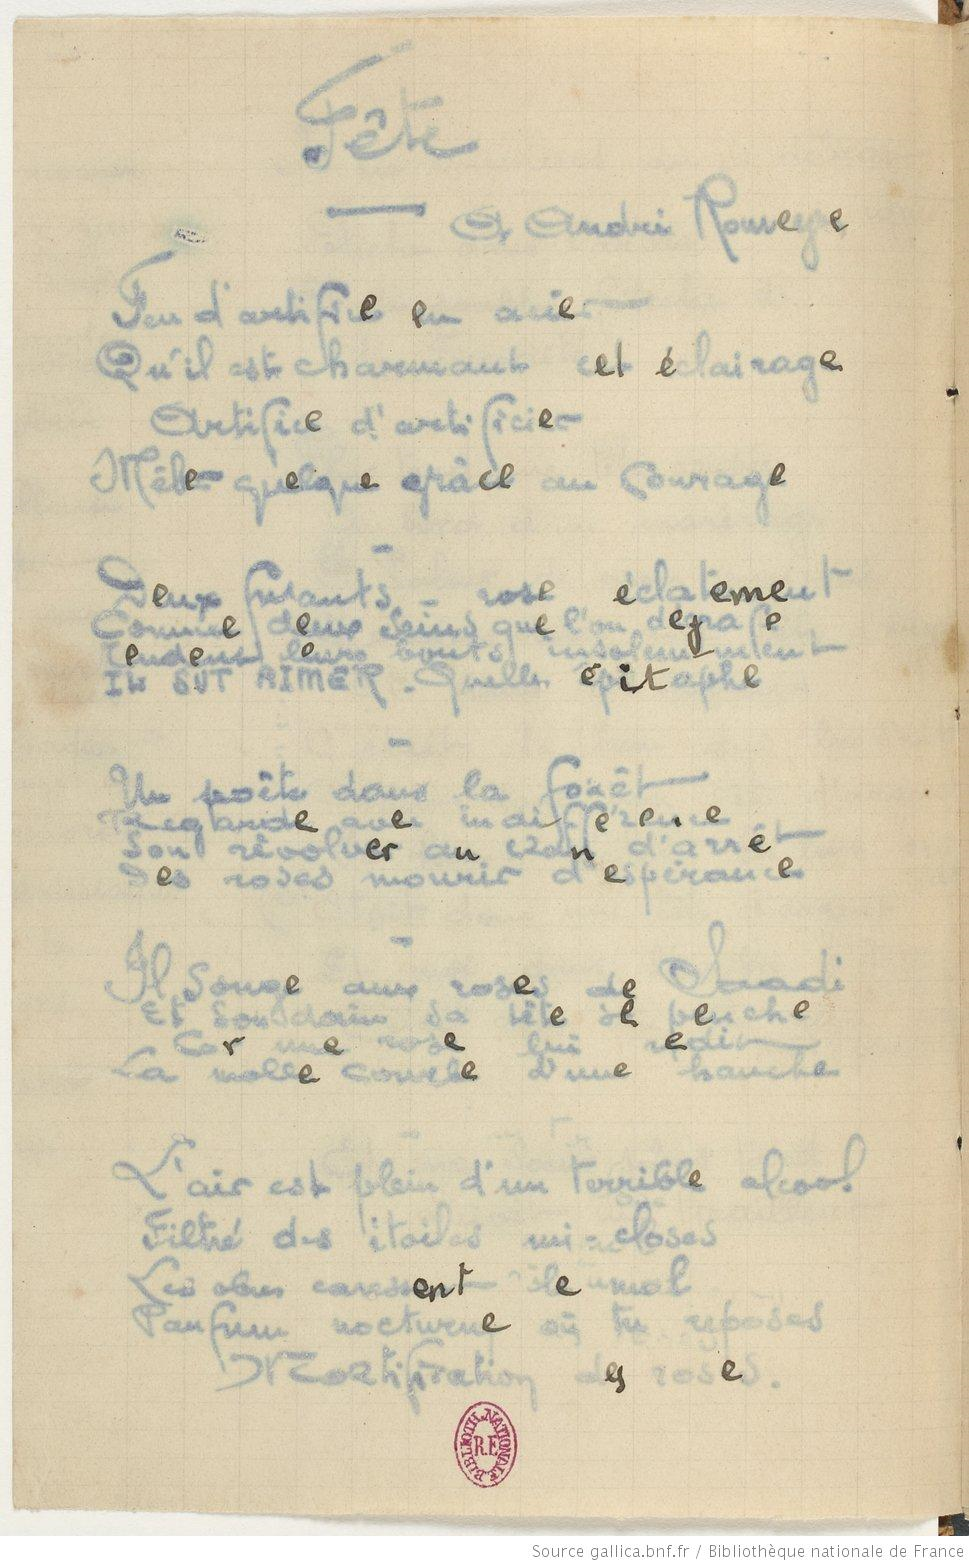 Fête
A André Rouveyre
Feu d'artifice en acier
Qu'il est charmant cet éclairage
Artifice d'artificier
Mêler quelque grâce au Courage
Deux fusants rose éclatement
Comme deux seins que l'on dégrafe
Tendent leurs bouts insolemment
IL SUT AIMER. Quelle épitaphe
Un poète dans la forêt
Regarde avec indifférence
Son révolver au cran d'arrêt
Des roses mourir d'espérance
Il songe aux roses de Saadi
Et soudain sa tête se penche
Car une rose lui redit
La molle courbe d'une hanche
L'air est plein d'un terrible alcool
Filtré des étoiles mi-closes
Les obus caressent le mol
Parfum nocturne où tu reposes
Mortification des roses.
BIBLIOTH. NATIONALE
R.F.
Source gallica.bnf.fr / Bibliothèque nationale de France